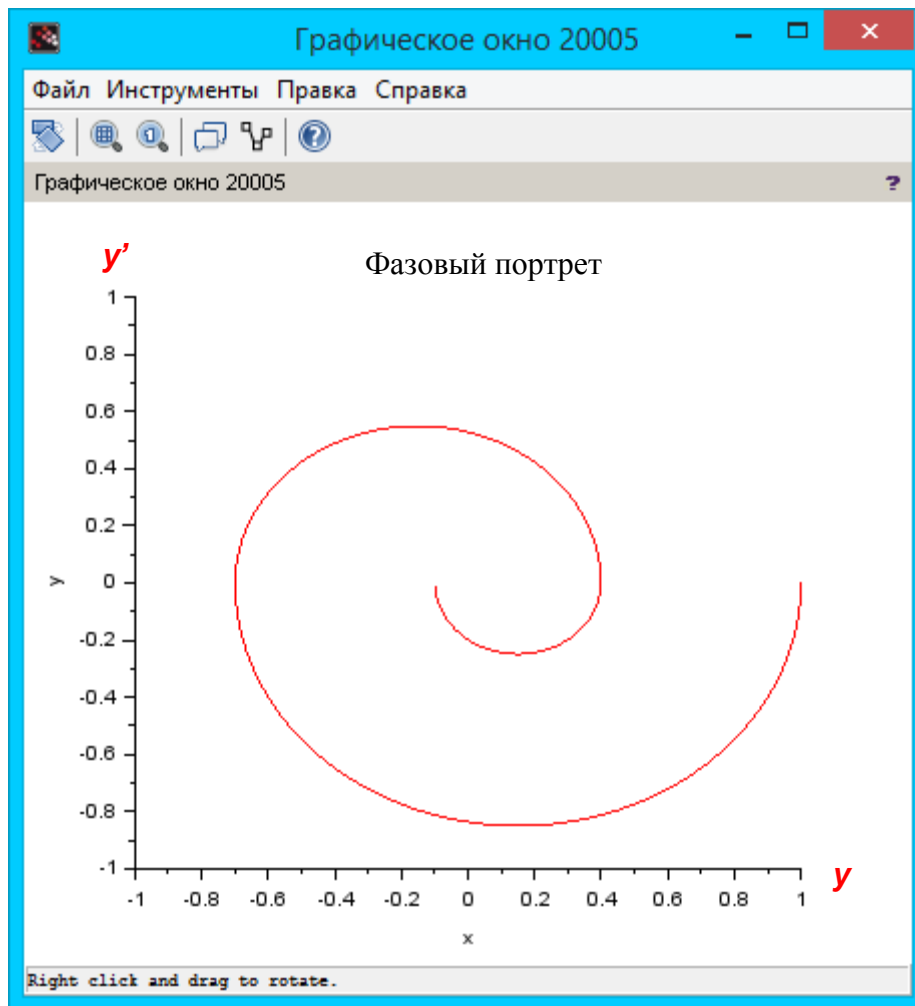 Графическое окно 20005
Файл Инструменты Правка Справка
Графическое окно 20005 ?
y’ Фазовый портрет
1
0.8
0.6
0.4
0.2
y 0
-0.2
-0.4
-0.6
-0.8
-1
-1 -0.8 -0.6 -0.4 -0.2 0 0.2 0.4 0.6 0.8 1 y
x
Right click and drag to rotate.